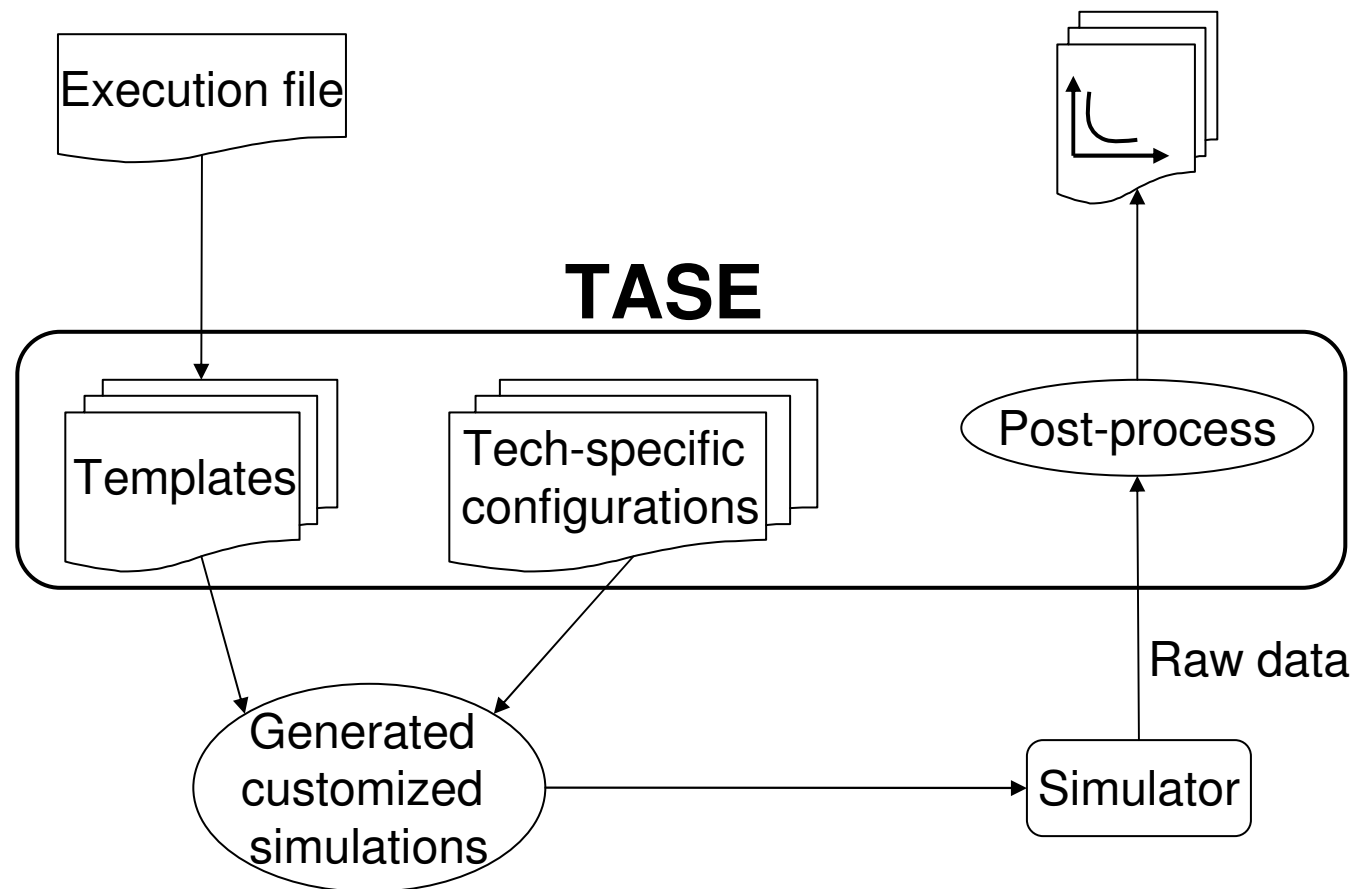 Execution file
TASE
Templates
Tech-specific
configurations
Post-process
Raw data
Generated
customized
simulations
Simulator